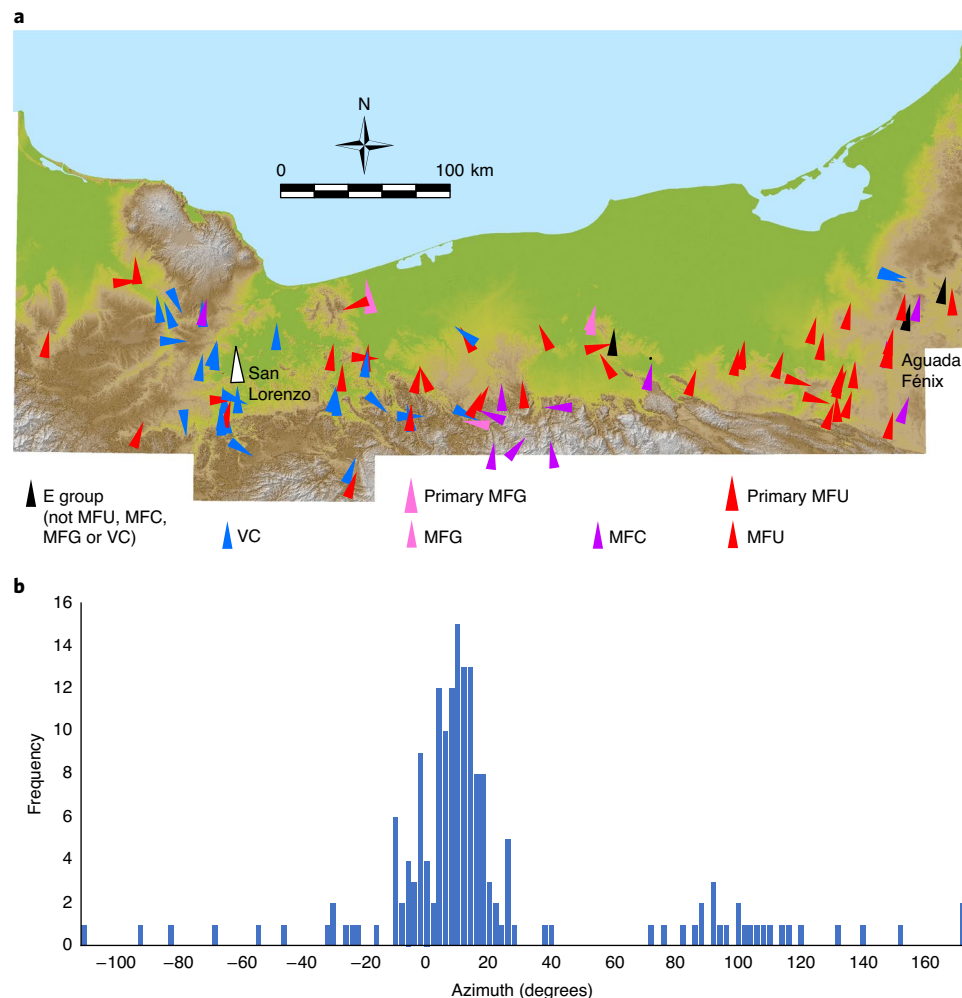 a
N
0 100 km
San
Lorenzo
Aguada
Fénix
E group
(not MFU, MFC,
MFG or VC)
VC
Primary MFG
MFG
MFC
Primary MFU
MFU
b
16
14
12
10
8
6
4
2
0
Frequency
−100 −80 −60 −40 −20 0 20 40 60 80 100 120 140 160
Azimuth (degrees)